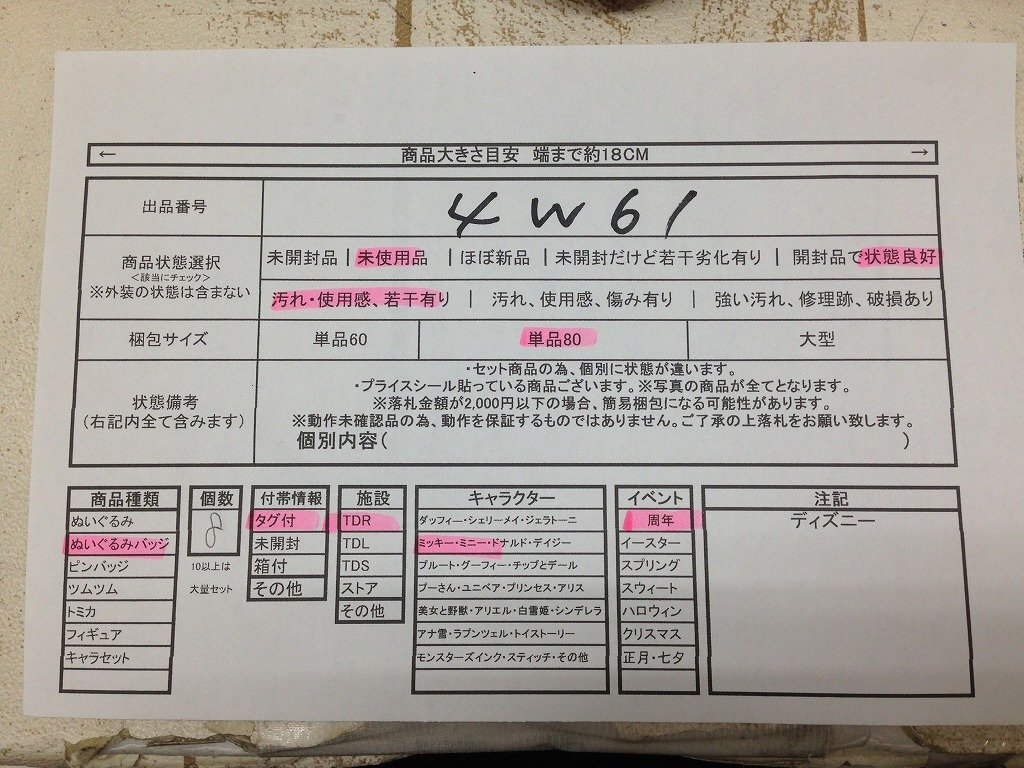 ← 商品大きさ目安 端まで約18CM →
出品番号 4W61
商品状態選択
<該当にチェック>
※外装の状態は含まない
未開封品 | 未使用品 | ほぼ新品 | 未開封だけど若干劣化有り | 開封品で状態良好
汚れ・使用感、若干有り | 汚れ、使用感、傷み有り | 強い汚れ、修理跡、破損あり
梱包サイズ 単品60 単品80 大型
状態備考
(右記内全て含みます)
・セット商品の為、個別に状態が違います。
・プライスシール貼っている商品ございます。※写真の商品が全てとなります。
※落札金額が2,000円以下の場合、簡易梱包になる可能性があります。
※動作未確認品の為、動作を保証するものではありません。ご了承の上落札をお願い致します。
個別内容( )
商品種類
ぬいぐるみ
ぬいぐるみバッジ
ピンバッジ
ツムツム
トミカ
フィギュア
キャラセット
個数
8
10以上は
大量セット
付帯情報
タグ付
未開封
箱付
その他
施設
TDR
TDL
TDS
ストア
その他
キャラクター
ダッフィー・シェリーメイ・ジェラトーニ
ミッキー・ミニー・ドナルド・デイジー
プルート・グーフィー・チップとデール
プーさん・ユニベア・プリンセス・アリス
美女と野獣・アリエル・白雪姫・シンデレラ
アナ雪・ラプンツェル・トイストーリー
モンスターズインク・スティッチ・その他
イベント
周年
イースター
スプリング
スウィート
ハロウィン
クリスマス
正月・七夕
注記
ディズニー